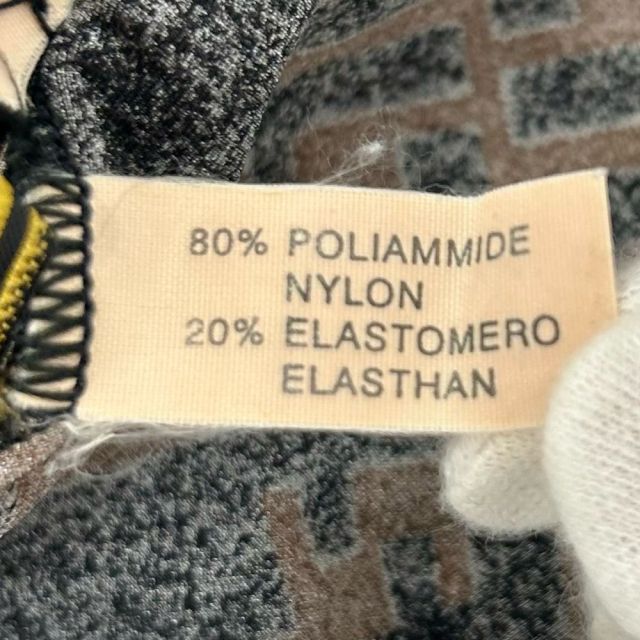 80% POLIAMMIDE
NYLON
20% ELASTOMERO
ELASTHAN